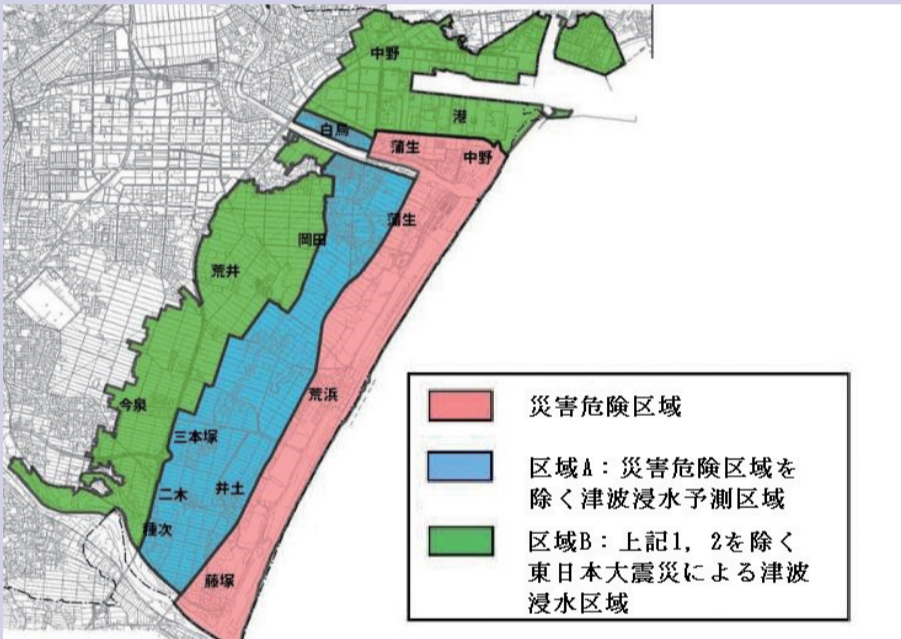 中野
港
白鳥
蒲生
中野
蒲生
岡田
荒井
荒浜
今泉
三本塚
二木
井土
種次
藤塚
災害危険区域
区域A：災害危険区域を
除く津波浸水予測区域
区域B：上記1，2を除く
東日本大震災による津波
浸水区域